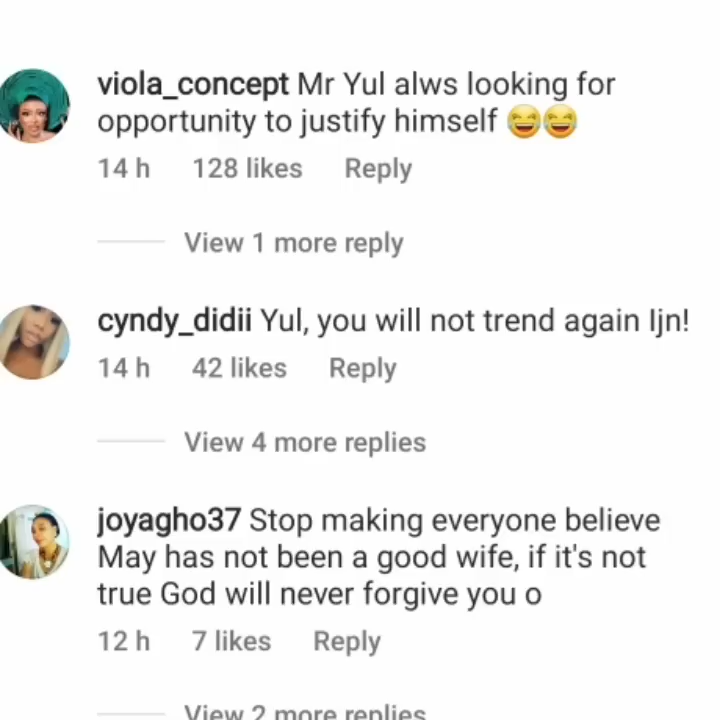 viola_concept Mr Yul alws looking for
opportunity to justify himself 😂😂
14 h 128 likes Reply
View 1 more reply
cyndy_didii Yul, you will not trend again Ijn!
14 h 42 likes Reply
View 4 more replies
joyagho37 Stop making everyone believe
May has not been a good wife, if it's not
true God will never forgive you o
12 h 7 likes Reply
View 2 more replies